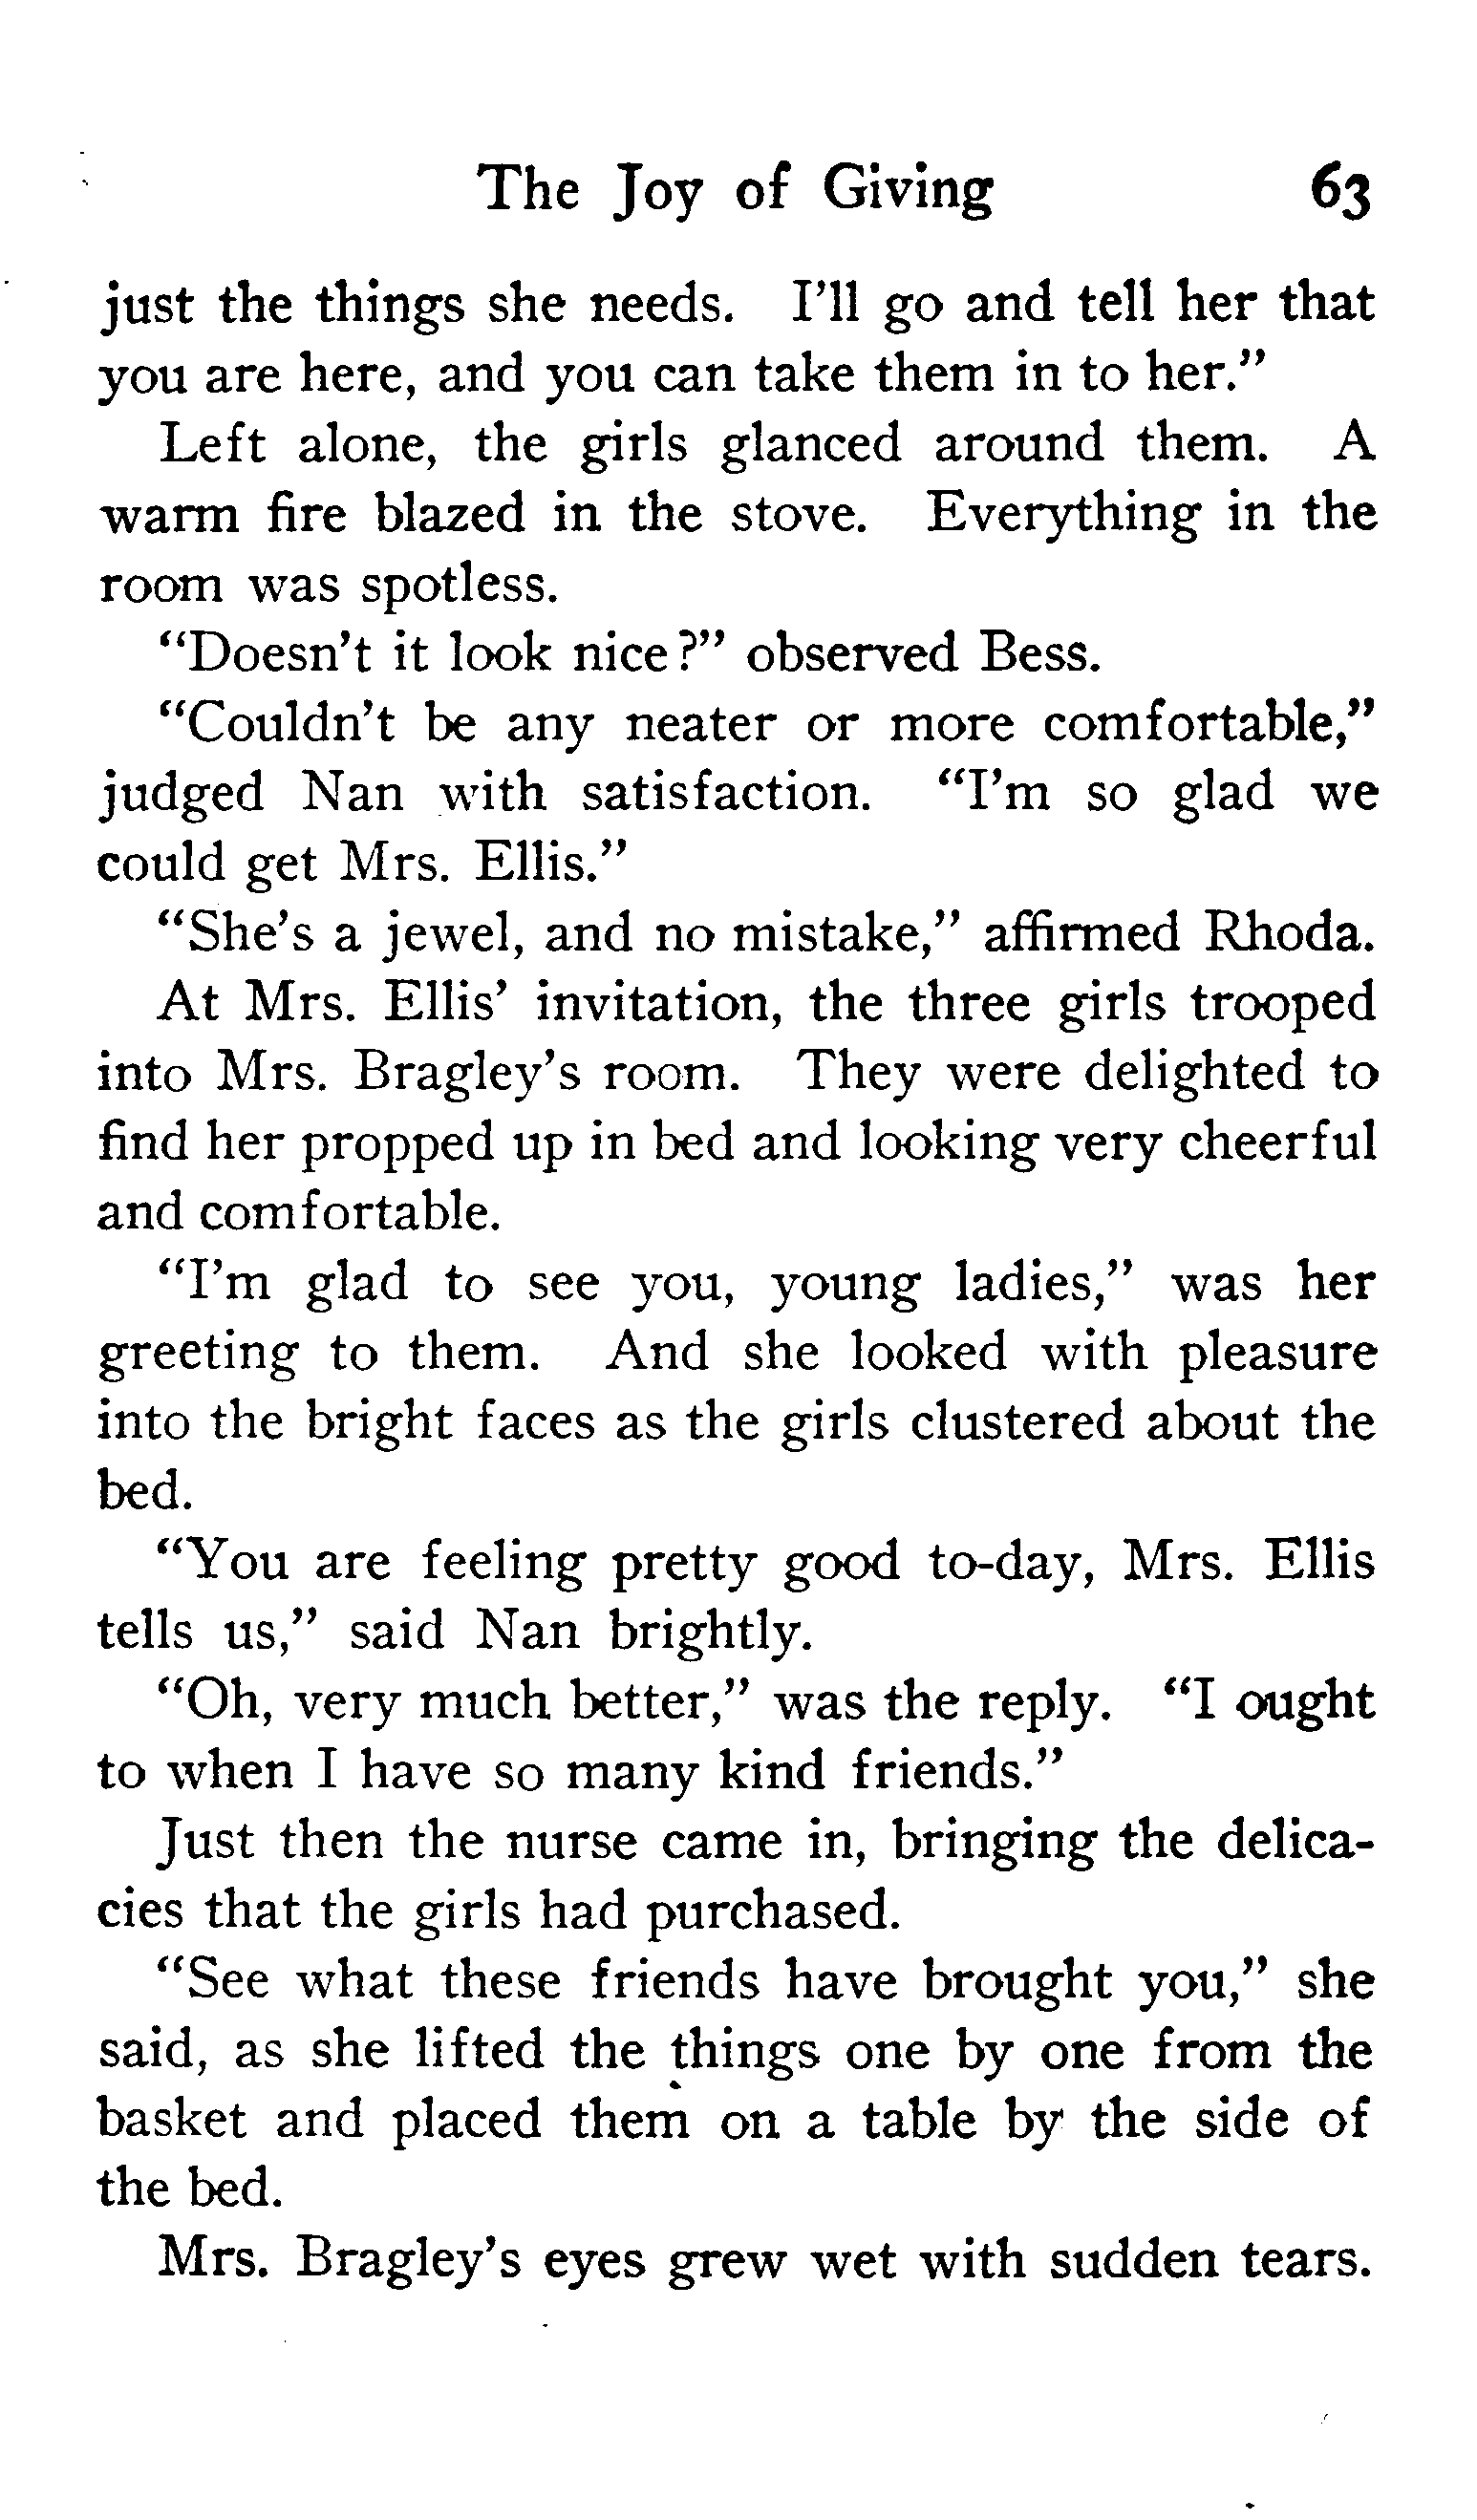 The Joy of Giving 63
just the things she needs. I'll go and tell her that
you are here, and you can take them in to her."
Left alone, the girls glanced around them. A
warm fire blazed in the stove. Everything in the
room was spotless.
"Doesn't it look nice?" observed Bess.
"Couldn't be any neater or more comfortable,"
judged Nan with satisfaction. "I'm so glad we
could get Mrs. Ellis."
"She's a jewel, and no mistake," affirmed Rhoda.
At Mrs. Ellis' invitation, the three girls trooped
into Mrs. Bragley's room. They were delighted to
find her propped up in bed and looking very cheerful
and comfortable.
"I'm glad to see you, young ladies," was her
greeting to them. And she looked with pleasure
into the bright faces as the girls clustered about the
bed.
"You are feeling pretty good to-day, Mrs. Ellis
tells us," said Nan brightly.
"Oh, very much better," was the reply. "I ought
to when I have so many kind friends."
Just then the nurse came in, bringing the delica-
cies that the girls had purchased.
"See what these friends have brought you," she
said, as she lifted the things one by one from the
basket and placed them on a table by the side of
the bed.
Mrs. Bragley's eyes grew wet with sudden tears.